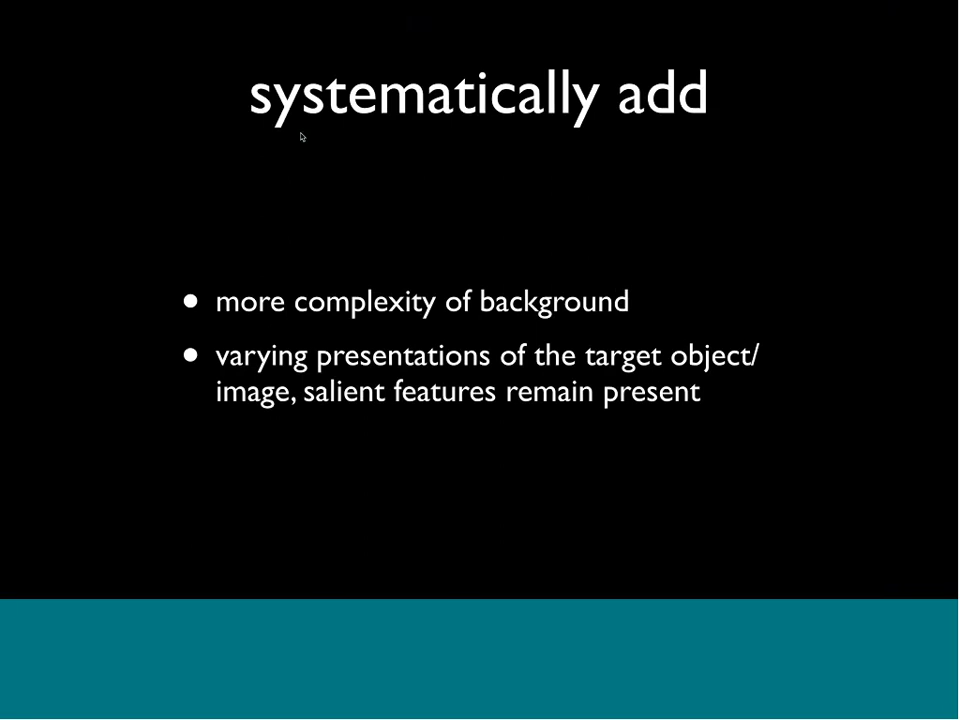 systematically add
• more complexity of background
• varying presentations of the target object/
image, salient features remain present